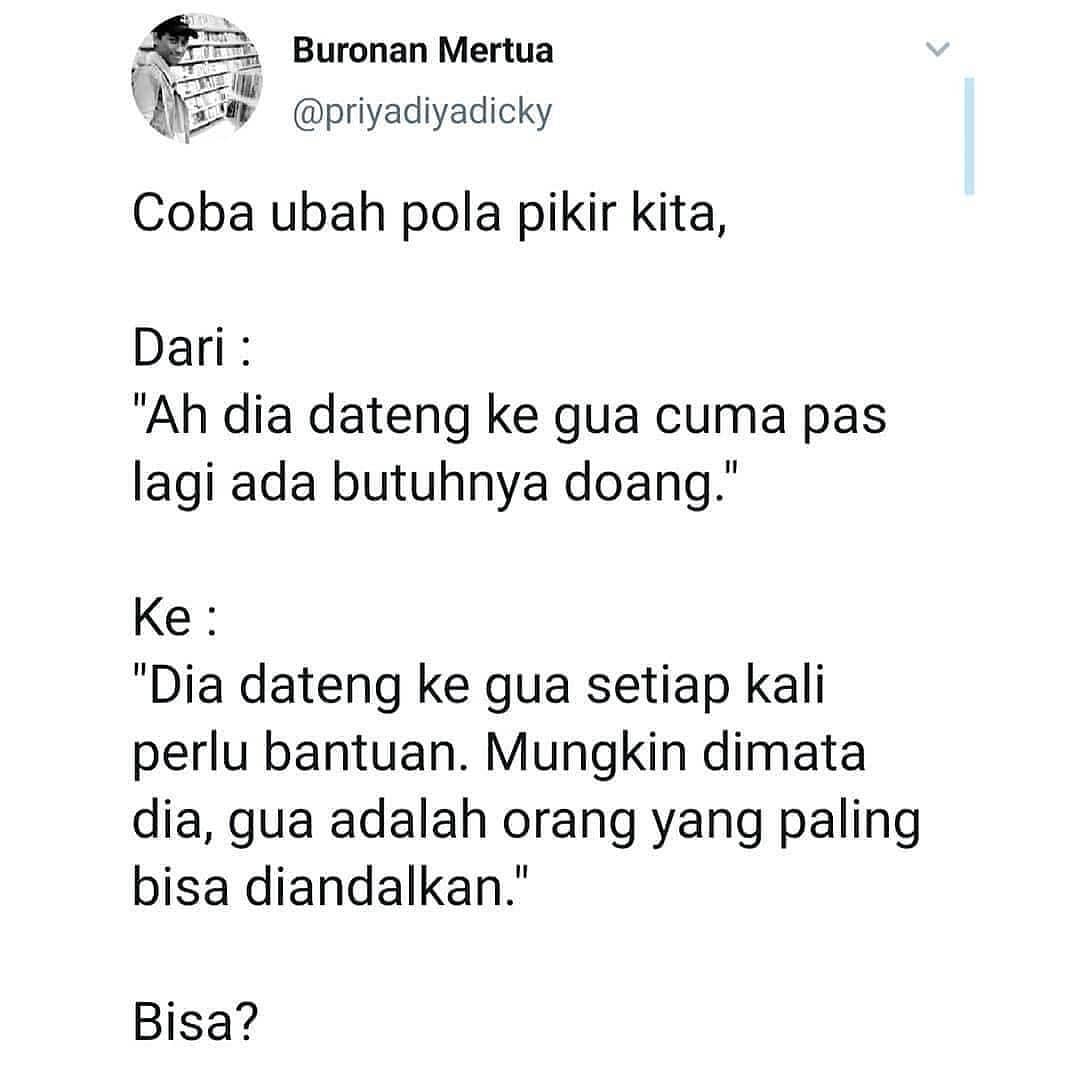 Buronan Mertua
@priyadiyadicky
Coba ubah pola pikir kita,
Dari :
"Ah dia dateng ke gua cuma pas
lagi ada butuhnya doang."
Ke :
"Dia dateng ke gua setiap kali
perlu bantuan. Mungkin dimata
dia, gua adalah orang yang paling
bisa diandalkan."
Bisa?